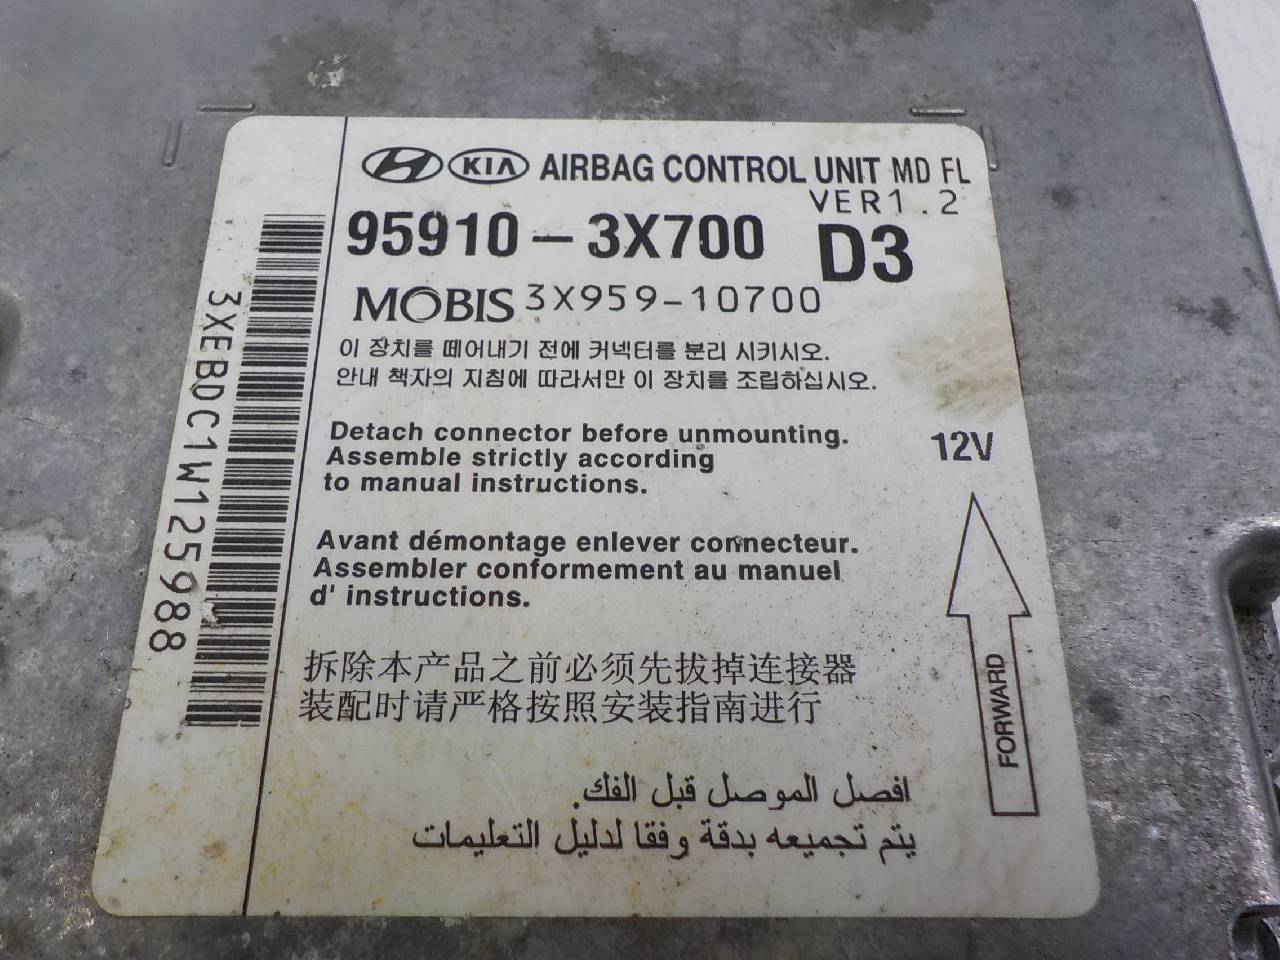 KIA AIRBAG CONTROL UNIT MD FL
VER1.2
95910-3X700 D3
MOBIS 3X959-10700
이 장치를 떼어내기 전에 커넥터를 분리 시키시오.
안내 책자의 지침에 따라서만 이 장치를 조립하십시오.
Detach connector before unmounting.
Assemble strictly according
to manual instructions.
12V
Avant démontage enlever connecteur.
Assembler conformement au manuel
d' instructions.
拆除本产品之前必须先拔掉连接器
装配时请严格按照安装指南进行
افصل الموصل قبل الفك.
يتم تجميعه بدقة وفقا لدليل التعليمات
FORWARD
3XEBDC1W125988